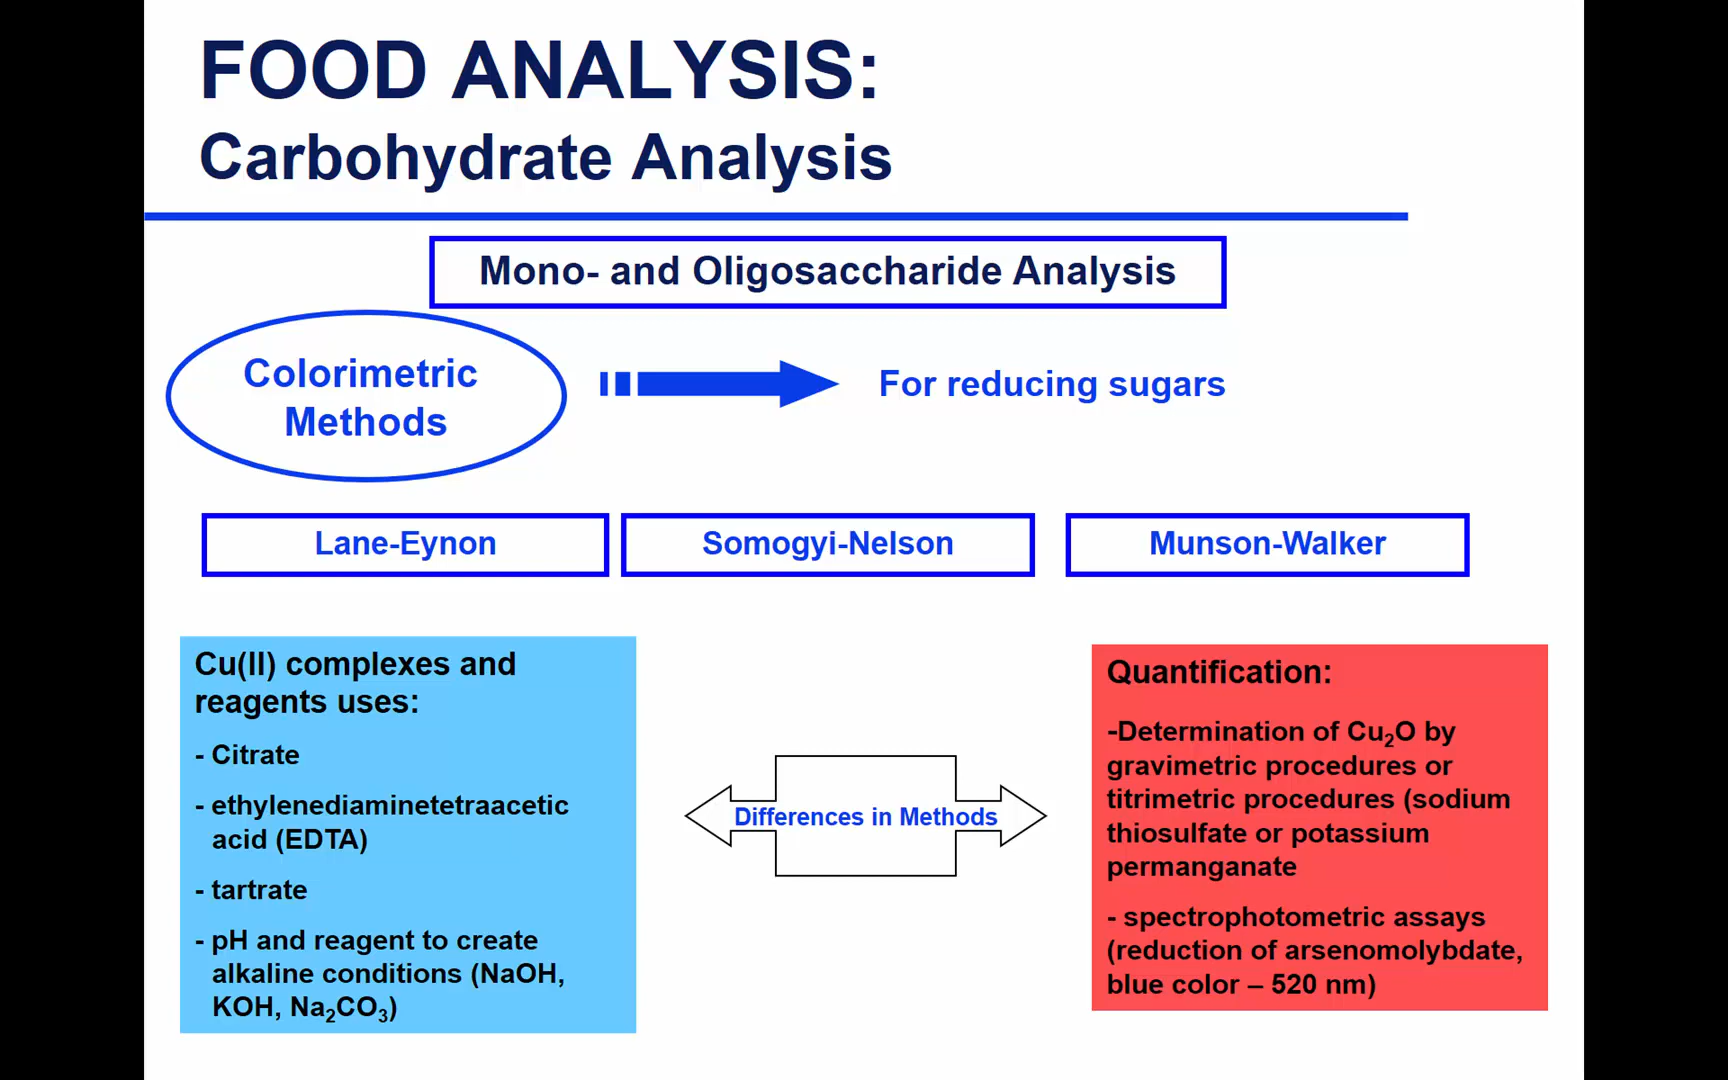 FOOD ANALYSIS:
Carbohydrate Analysis
Mono- and Oligosaccharide Analysis
Colorimetric
Methods
For reducing sugars
Lane-Eynon
Somogyi-Nelson
Munson-Walker
Cu(II) complexes and
reagents uses:
- Citrate
- ethylenediaminetetraacetic
acid (EDTA)
- tartrate
- pH and reagent to create
alkaline conditions (NaOH,
KOH, Na₂CO₃)
Differences in Methods
Quantification:
-Determination of Cu₂O by
gravimetric procedures or
titrimetric procedures (sodium
thiosulfate or potassium
permanganate
- spectrophotometric assays
(reduction of arsenomolybdate,
blue color – 520 nm)